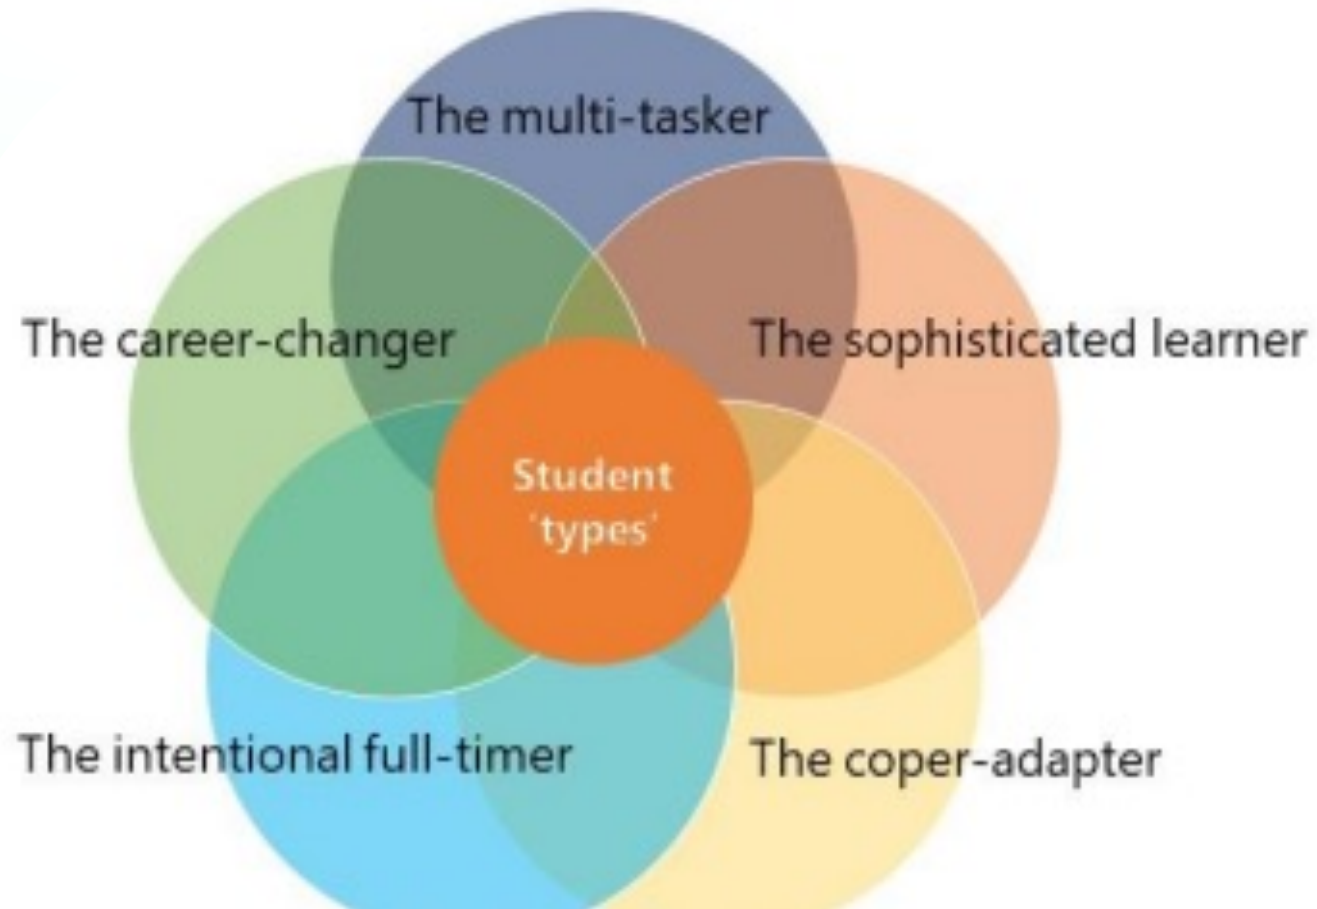 The multi-tasker
The career-changer
The sophisticated learner
Student
'types'
The intentional full-timer
The coper-adapter